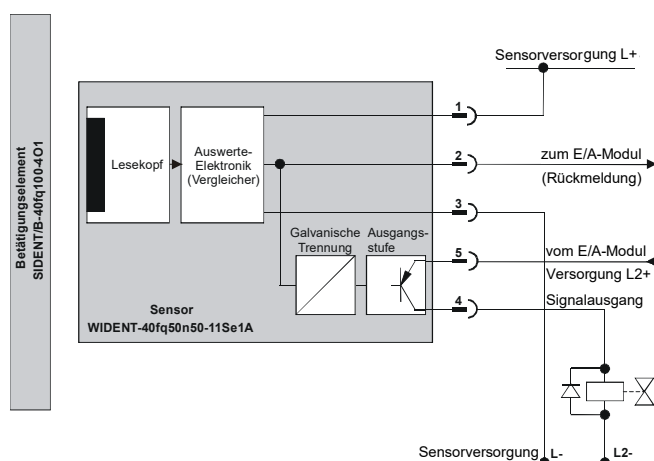 Betätigungselement
SIDENT/B-40fq100-4O1
Sensorversorgung L+
1
Lesekopf
Auswerte-
Elektronik
(Vergleicher)
2
zum E/A-Modul
(Rückmeldung)
3
Galvanische
Trennung
Ausgangs-
stufe
5
vom E/A-Modul
Versorgung L2+
4
Signalausgang
Sensor
WIDENT-40fq50n50-11Se1A
Sensorversorgung L-
L2-